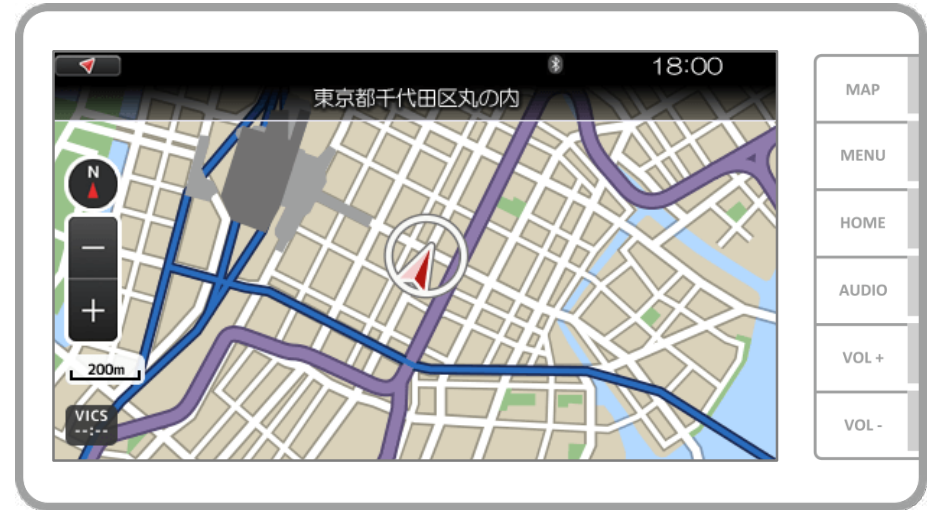 18:00
東京都千代田区丸の内
N
−
+
200m
VICS
--:--
MAP
MENU
HOME
AUDIO
VOL +
VOL -